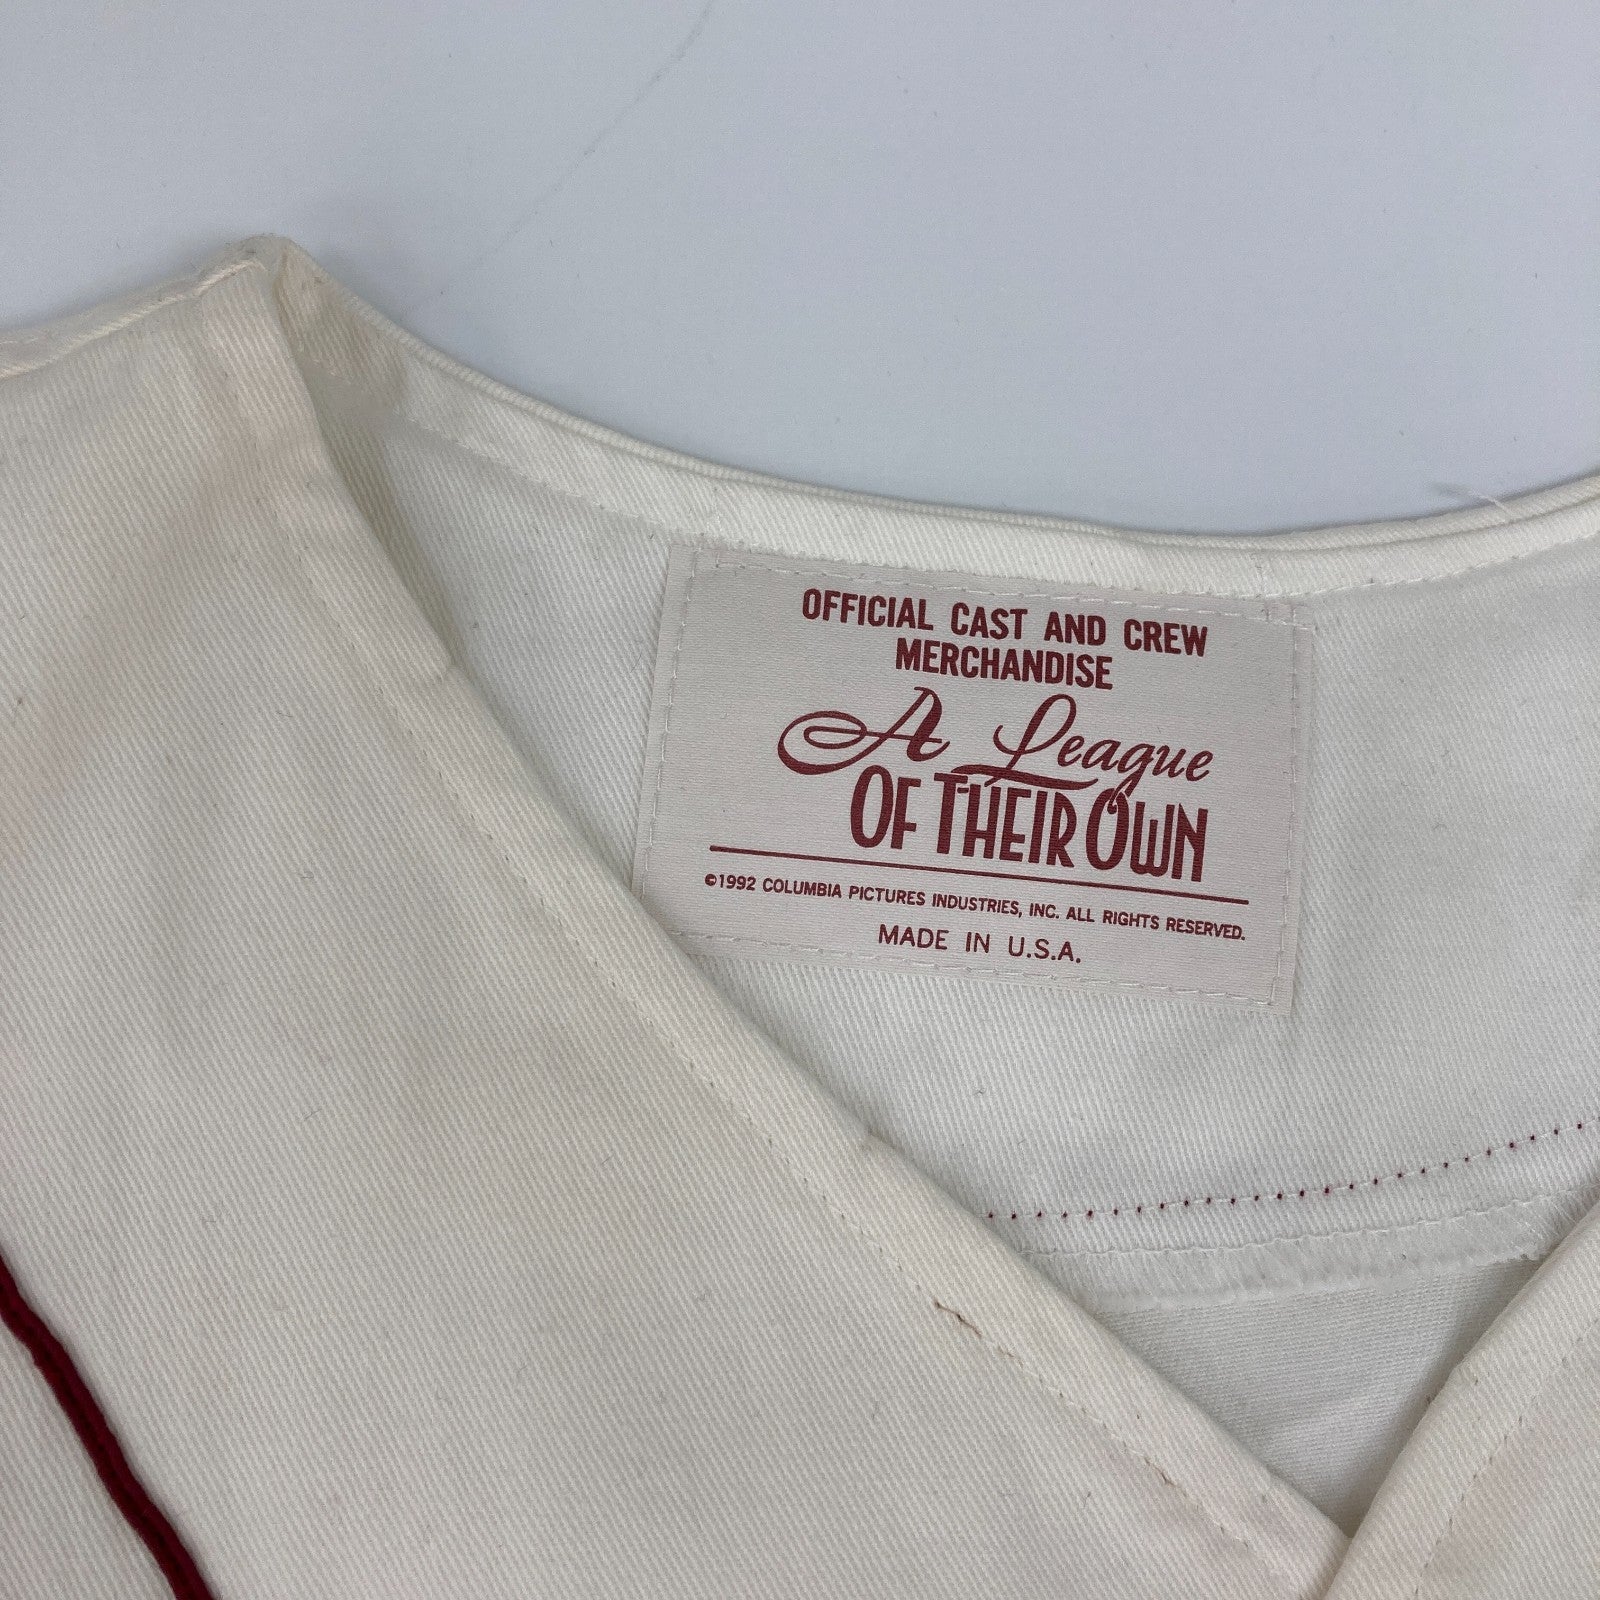 OFFICIAL CAST AND CREW
MERCHANDISE
A League
OF THEIR OWN
©1992 COLUMBIA PICTURES INDUSTRIES, INC. ALL RIGHTS RESERVED.
MADE IN U.S.A.